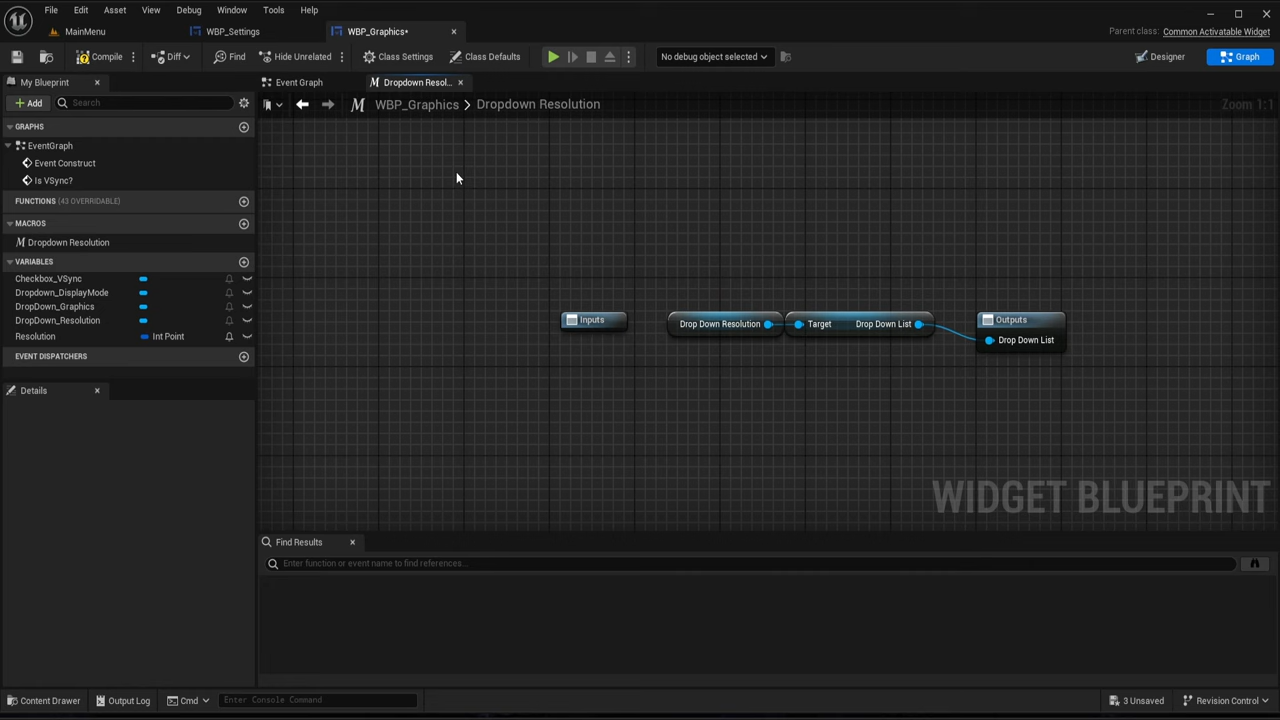 File Edit Asset View Debug Window Tools Help
Parent class: Common Activatable Widget
MainMenu WBP_Settings WBP_Graphics*
Compile Diff Find Hide Unrelated Class Settings Class Defaults No debug object selected Designer Graph
My Blueprint Event Graph Dropdown Resol...
Add Search WBP_Graphics > Dropdown Resolution Zoom 1:1
GRAPHS
EventGraph
Event Construct
Is VSync?
FUNCTIONS (43 OVERRIDABLE)
MACROS
Dropdown Resolution
VARIABLES
Checkbox_VSync
Dropdown_DisplayMode
DropDown_Graphics
DropDown_Resolution
Resolution Int Point
EVENT DISPATCHERS
Details
Inputs
Drop Down Resolution Target Drop Down List
Outputs
Drop Down List
WIDGET BLUEPRINT
Find Results
Enter function or event name to find references...
Content Drawer Output Log Cmd Enter Console Command 3 Unsaved Revision Control